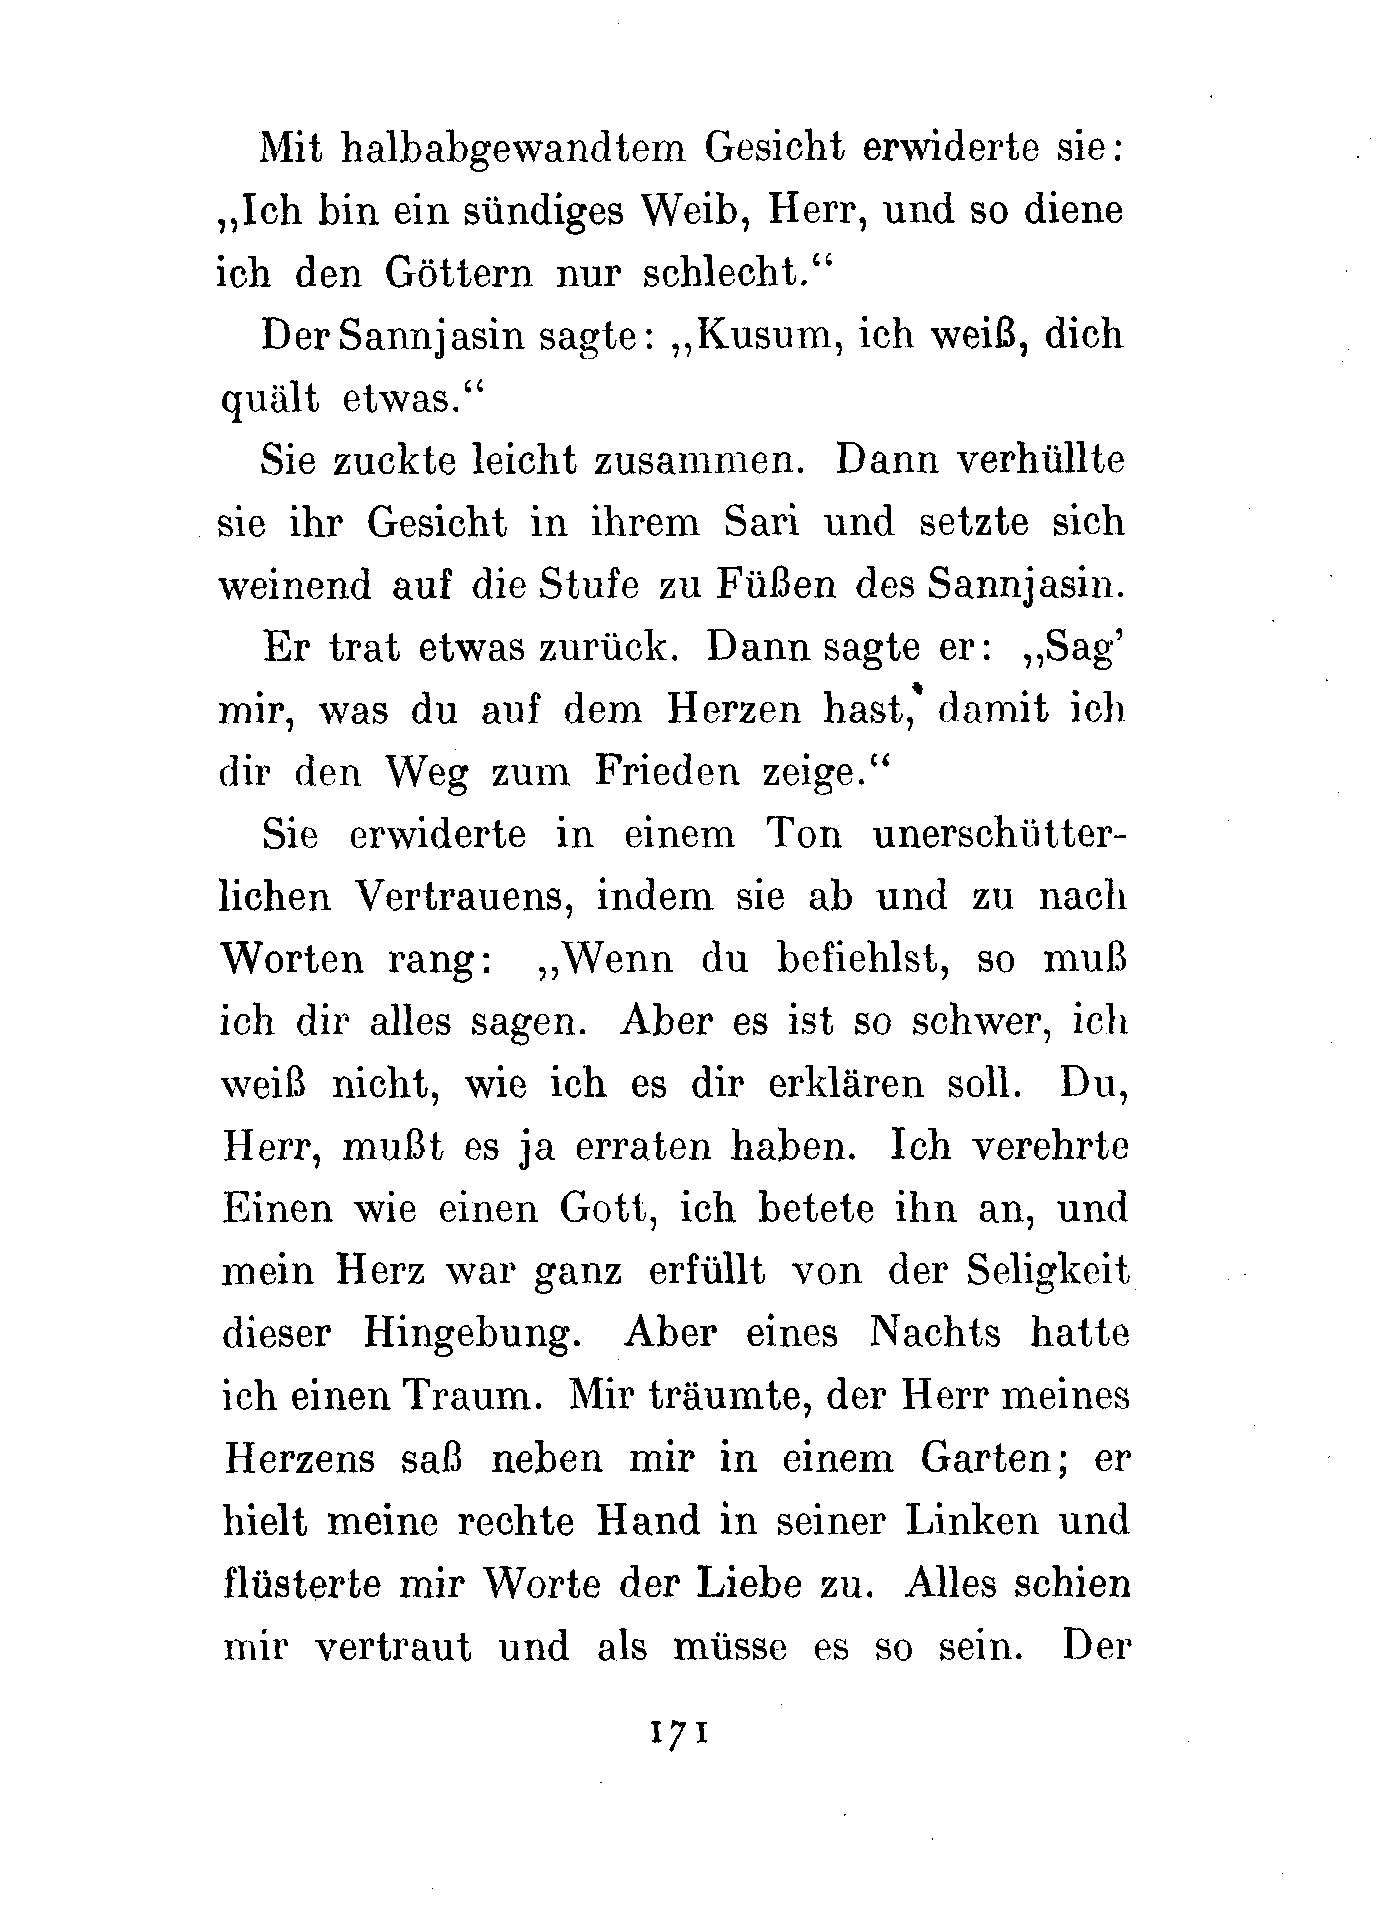 Mit halbabgewandtem Gesicht erwiderte sie:
„Ich bin ein sündiges Weib, Herr, und so diene
ich den Göttern nur schlecht.“
Der Sannjasin sagte: „Kusum, ich weiß, dich
quält etwas.“
Sie zuckte leicht zusammen. Dann verhüllte
sie ihr Gesicht in ihrem Sari und setzte sich
weinend auf die Stufe zu Füßen des Sannjasin.
Er trat etwas zurück. Dann sagte er: „Sag’
mir, was du auf dem Herzen hast, damit ich
dir den Weg zum Frieden zeige.“
Sie erwiderte in einem Ton unerschütter-
lichen Vertrauens, indem sie ab und zu nach
Worten rang: „Wenn du befiehlst, so muß
ich dir alles sagen. Aber es ist so schwer, ich
weiß nicht, wie ich es dir erklären soll. Du,
Herr, mußt es ja erraten haben. Ich verehrte
Einen wie einen Gott, ich betete ihn an, und
mein Herz war ganz erfüllt von der Seligkeit
dieser Hingebung. Aber eines Nachts hatte
ich einen Traum. Mir träumte, der Herr meines
Herzens saß neben mir in einem Garten; er
hielt meine rechte Hand in seiner Linken und
flüsterte mir Worte der Liebe zu. Alles schien
mir vertraut und als müsse es so sein. Der
171